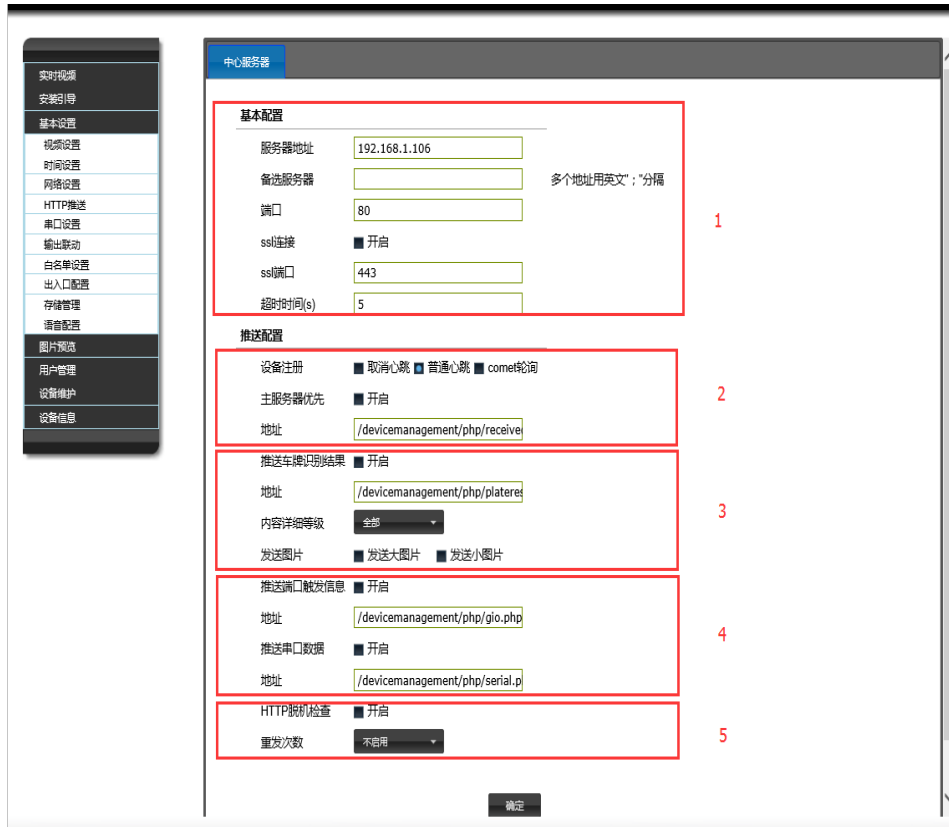 实时视频
安装引导
基本设置
视频设置
时间设置
网络设置
HTTP推送
串口设置
输出联动
白名单设置
出入口配置
存储管理
语音配置
图片预览
用户管理
设备维护
设备信息
中心服务器
基本配置
服务器地址 192.168.1.106
备选服务器 多个地址用英文";"分隔
端口 80
ssl连接 开启
ssl端口 443
超时时间(s) 5
1
推送配置
设备注册 取消心跳 普通心跳 comet轮询
主服务器优先 开启
地址 /devicemanagement/php/receive
2
推送车牌识别结果 开启
地址 /devicemanagement/php/plateres
内容详细等级 全部
发送图片 发送大图片 发送小图片
3
推送端口触发信息 开启
地址 /devicemanagement/php/gio.php
推送串口数据 开启
地址 /devicemanagement/php/serial.p
4
HTTP脱机检查 开启
重发次数 不启用
5
确定